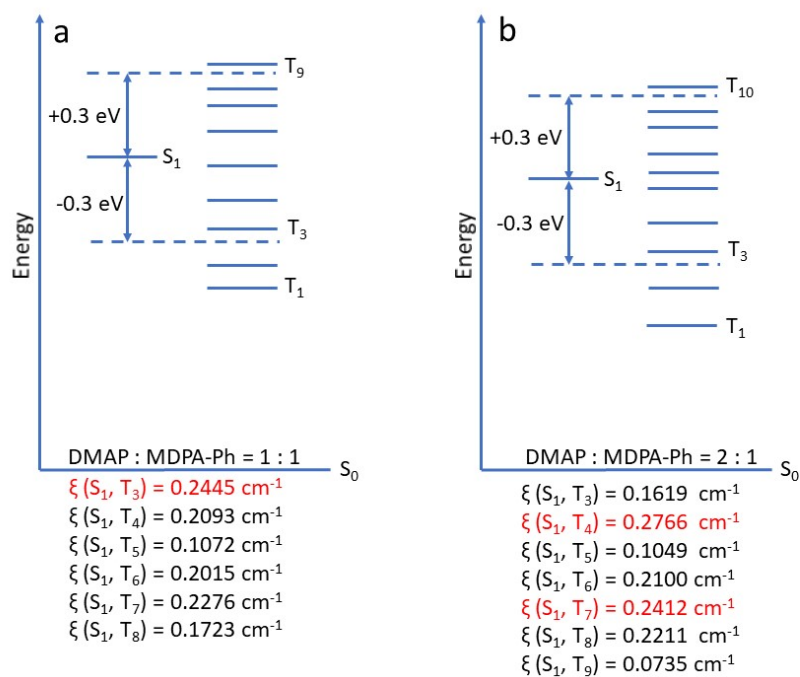 a
T₉
+0.3 eV
S₁
-0.3 eV
T₃
T₁
Energy
DMAP : MDPA-Ph = 1 : 1
S₀
ξ (S₁, T₃) = 0.2445 cm⁻¹
ξ (S₁, T₄) = 0.2093 cm⁻¹
ξ (S₁, T₅) = 0.1072 cm⁻¹
ξ (S₁, T₆) = 0.2015 cm⁻¹
ξ (S₁, T₇) = 0.2276 cm⁻¹
ξ (S₁, T₈) = 0.1723 cm⁻¹
b
T₁₀
+0.3 eV
S₁
-0.3 eV
T₃
T₁
Energy
DMAP : MDPA-Ph = 2 : 1
S₀
ξ (S₁, T₃) = 0.1619 cm⁻¹
ξ (S₁, T₄) = 0.2766 cm⁻¹
ξ (S₁, T₅) = 0.1049 cm⁻¹
ξ (S₁, T₆) = 0.2100 cm⁻¹
ξ (S₁, T₇) = 0.2412 cm⁻¹
ξ (S₁, T₈) = 0.2211 cm⁻¹
ξ (S₁, T₉) = 0.0735 cm⁻¹